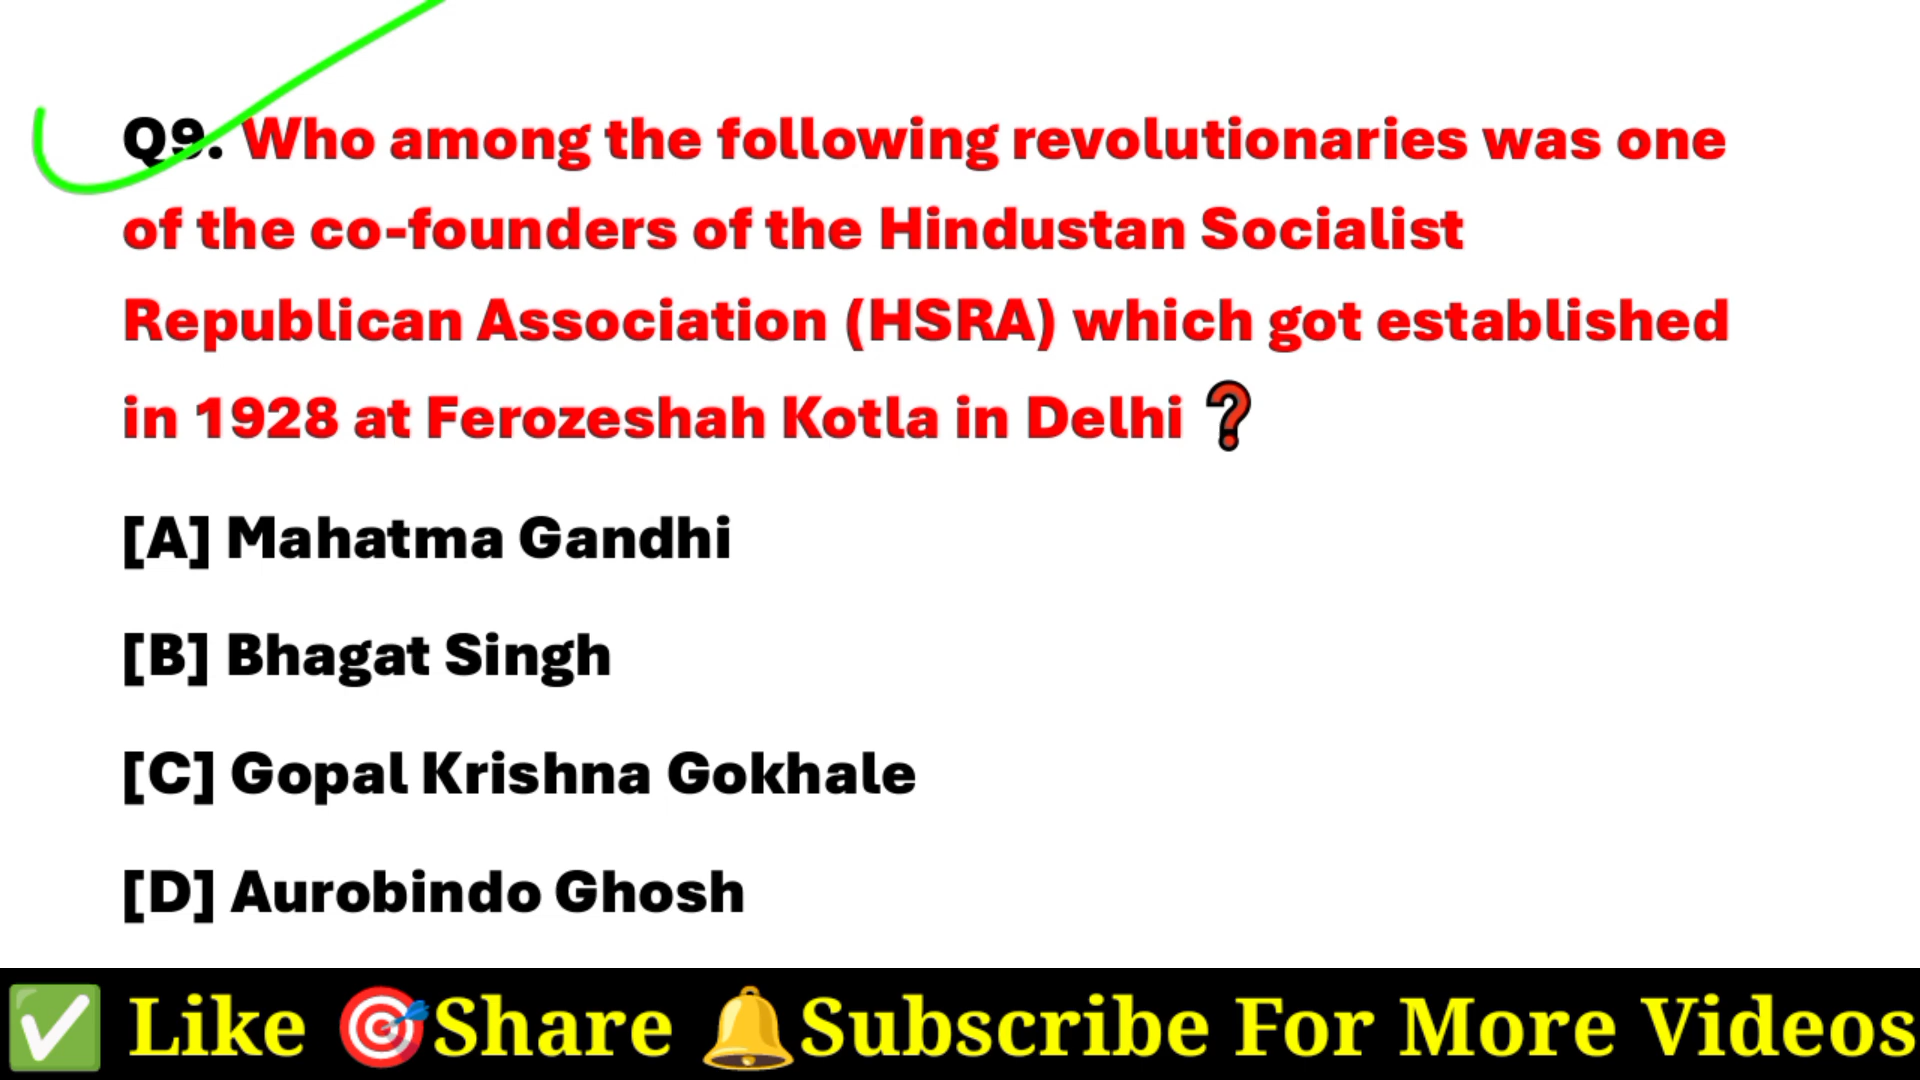 Q9. Who among the following revolutionaries was one
of the co-founders of the Hindustan Socialist
Republican Association (HSRA) which got established
in 1928 at Ferozeshah Kotla in Delhi ❓
[A] Mahatma Gandhi
[B] Bhagat Singh
[C] Gopal Krishna Gokhale
[D] Aurobindo Ghosh
✅ Like 🎯Share 🔔Subscribe For More Videos